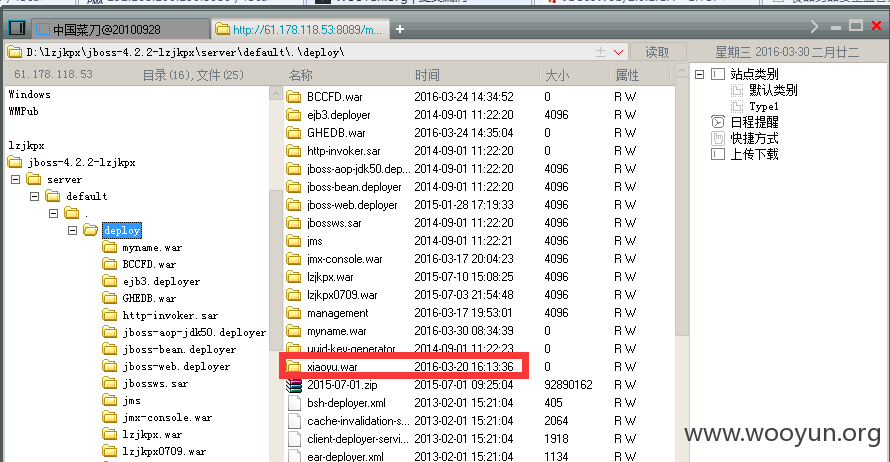 中国菜刀@20100928
http://61.178.118.53:8089/m...
D:\lzjkpx\jboss-4.2.2-lzjkpx\server\default\.\deploy\
读取
星期三 2016-03-30 二月廿二
61.178.118.53 目录(16),文件(25)
名称 时间 大小 属性
Windows
WMPub
lzjkpx
jboss-4.2.2-lzjkpx
server
default
.
deploy
myname.war
BCCFD.war
ejb3.deployer
GHEDB.war
http-invoker.sar
jboss-aop-jdk50.deployer
jboss-bean.deployer
jboss-web.deployer
jbossws.sar
jms
jmx-console.war
lzjkpx.war
lzjkpx0709.war
BCCFD.war 2016-03-24 14:34:52 0 R W
ejb3.deployer 2014-09-01 11:22:20 4096 R W
GHEDB.war 2016-03-24 14:35:04 0 R W
http-invoker.sar 2014-09-01 11:22:20 0 R W
jboss-aop-jdk50.dep... 2014-09-01 11:22:20 4096 R W
jboss-bean.deployer 2014-09-01 11:22:20 4096 R W
jboss-web.deployer 2015-01-28 17:19:33 4096 R W
jbossws.sar 2014-09-01 11:22:20 4096 R W
jms 2014-09-01 11:22:21 4096 R W
jmx-console.war 2016-03-17 20:04:23 4096 R W
lzjkpx.war 2015-07-10 15:08:25 4096 R W
lzjkpx0709.war 2015-07-03 21:54:48 4096 R W
management 2016-03-17 19:53:01 4096 R W
myname.war 2016-03-30 08:34:39 0 R W
uuid-key-generator 2014-09-01 11:22:23 0 R W
xiaoyu.war 2016-03-20 16:13:36 0 R W
2015-07-01.zip 2015-07-01 09:25:04 92890162 R W
bsh-deployer.xml 2013-02-01 15:21:04 405 R W
cache-invalidation-s... 2013-02-01 15:21:04 2064 R W
client-deployer-servi... 2013-02-01 15:21:04 1918 R W
ear-deployer.xml 2013-02-01 15:21:04 1134 R W
站点类别
默认类别
Type1
日程提醒
快捷方式
上传下载
www.wooyun.org